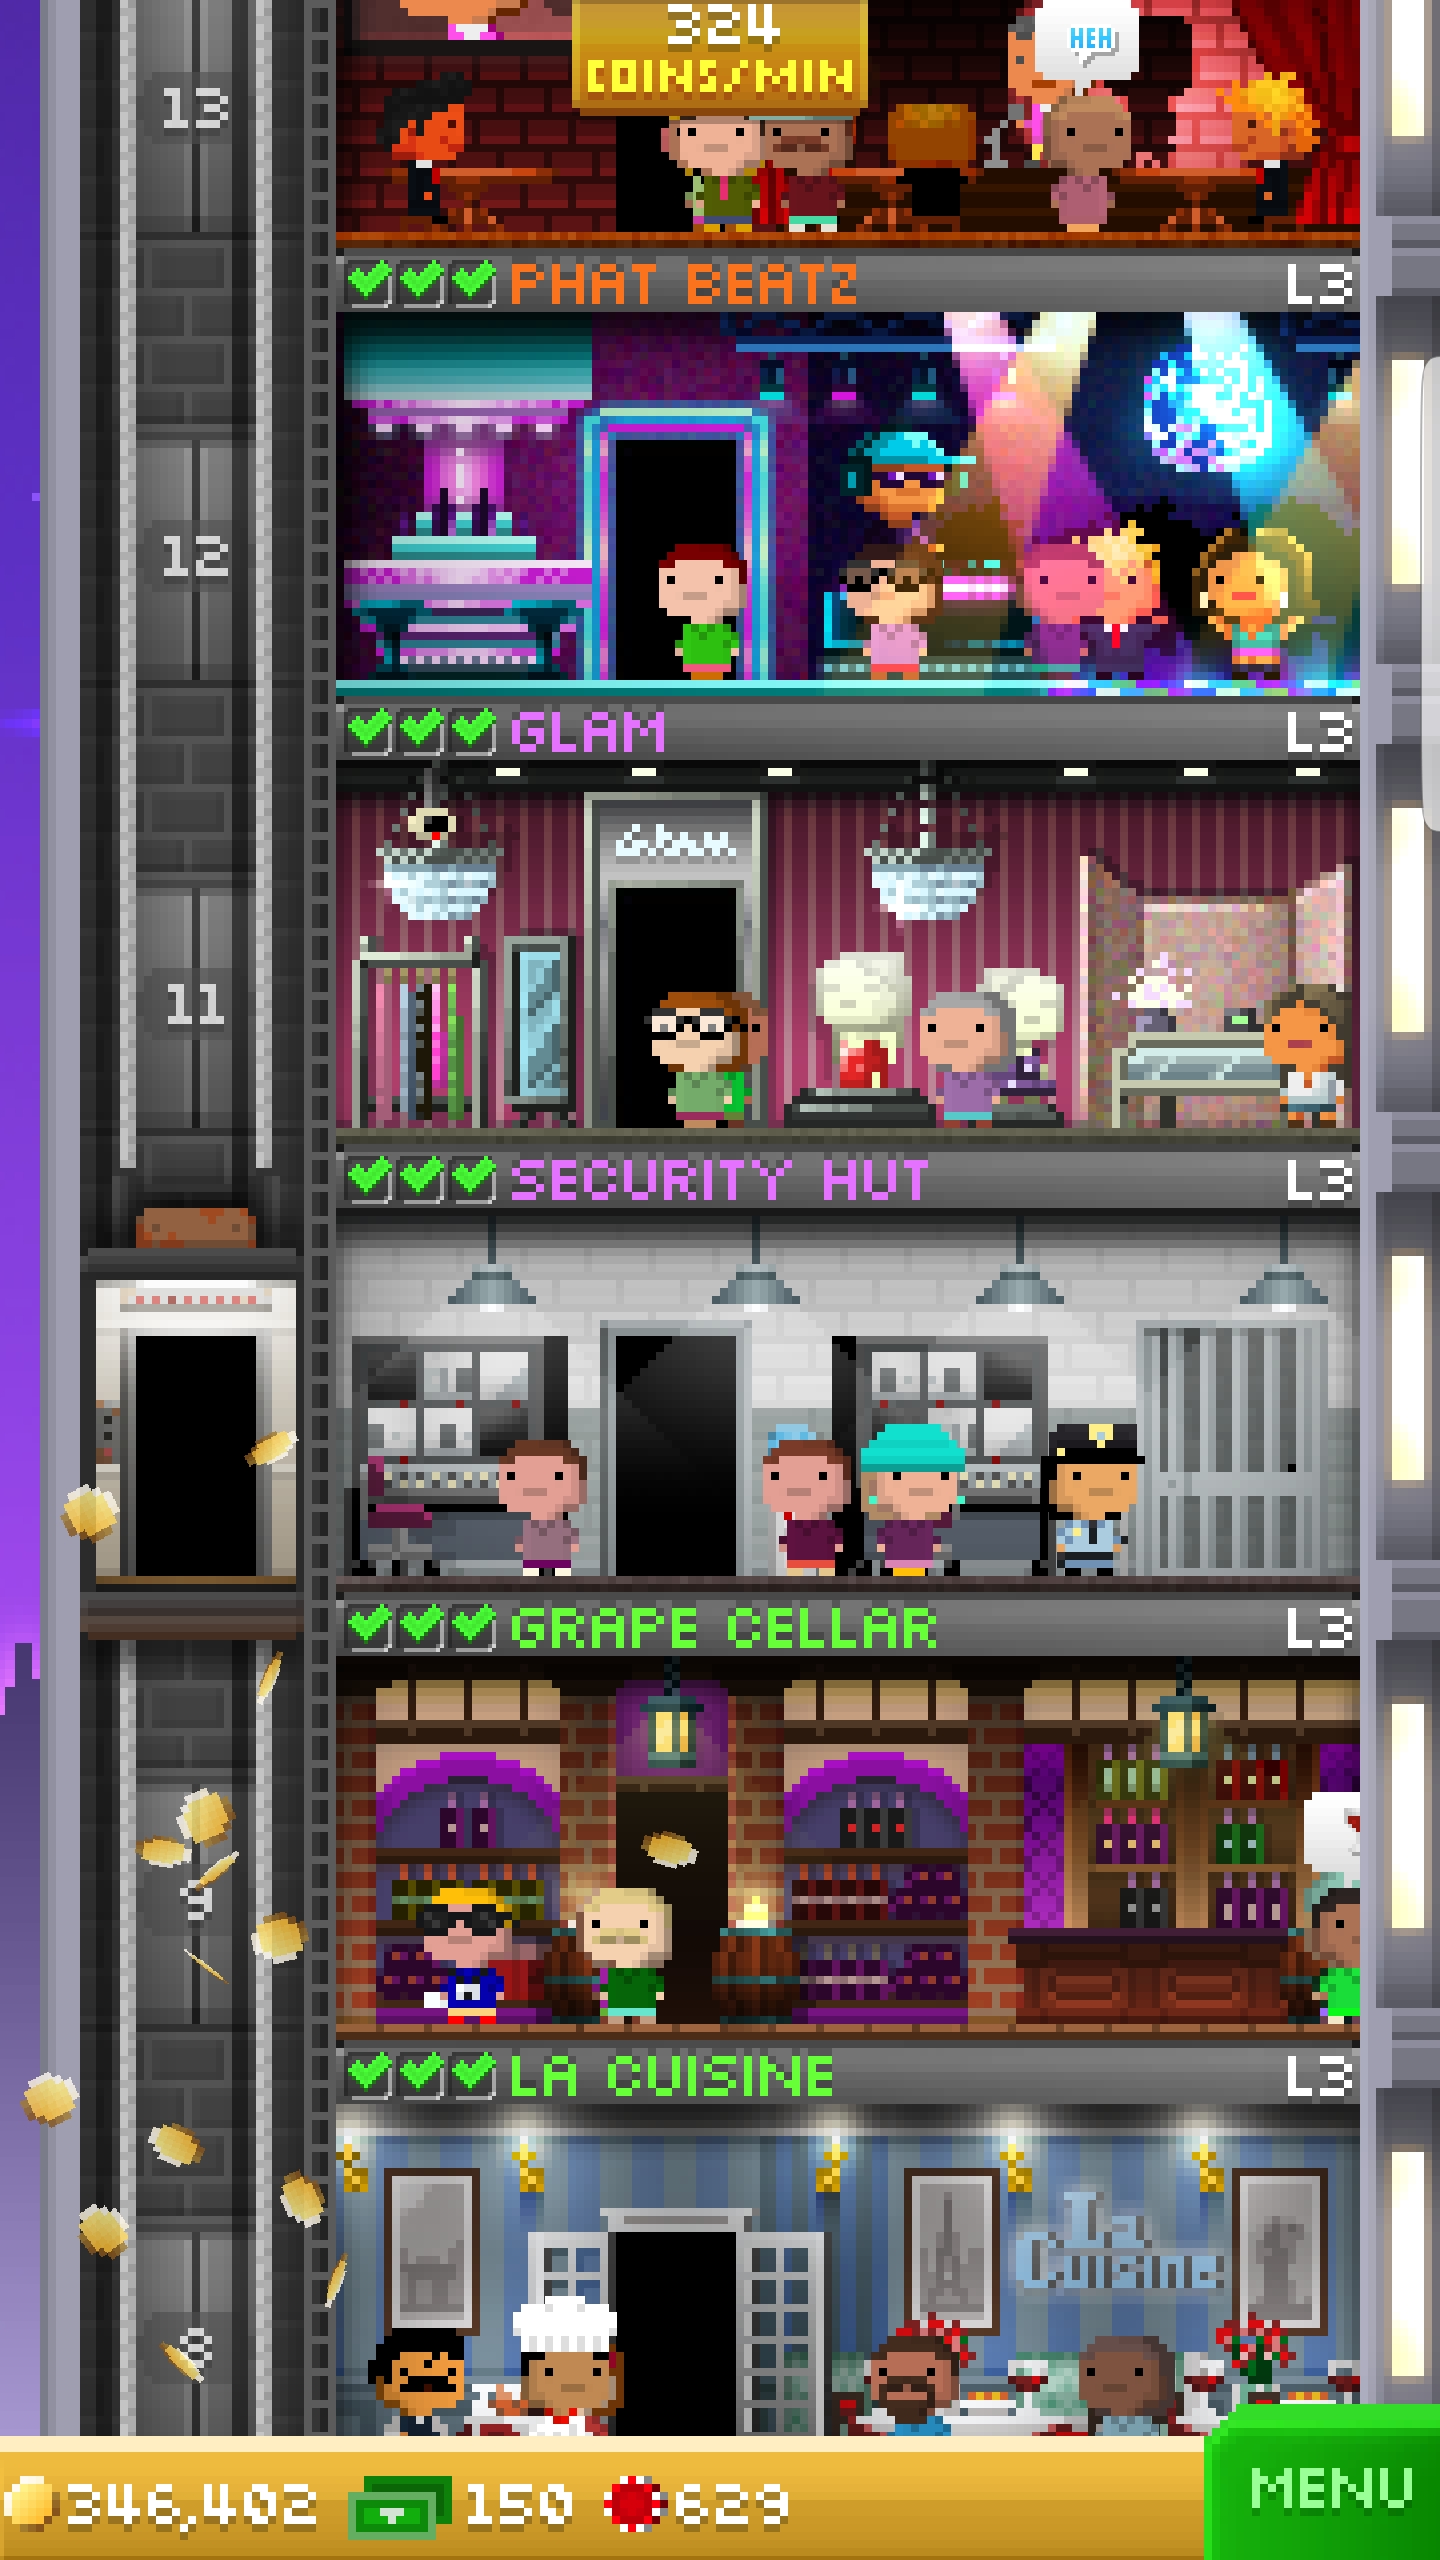 324
COINS/MIN
HEH
13
PHAT BEATZ
L3
12
GLAM
L3
Glam
11
SECURITY HUT
L3
GRAPE CELLAR
L3
9
LA CUISINE
L3
La
Cuisine
8
346,402
150
629
MENU